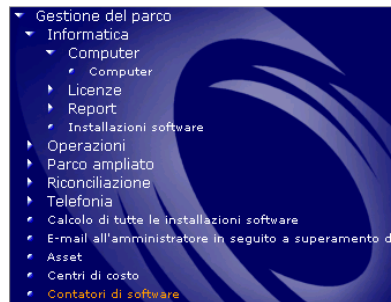 Gestione del parco
Informatica
Computer
Computer
Licenze
Report
Installazioni software
Operazioni
Parco ampliato
Riconciliazione
Telefonia
Calcolo di tutte le installazioni software
E-mail all'amministratore in seguito a superamento d
Asset
Centri di costo
Contatori di software